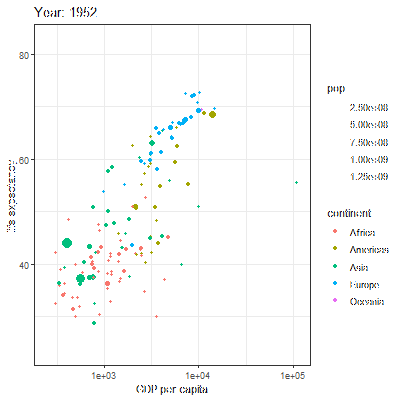 Year: 1952
80
60
40
life expectancy
1e+03
1e+04
1e+05
GDP per capita
pop
2.50e+08
5.00e+08
7.50e+08
1.00e+09
1.25e+09
continent
Africa
Americas
Asia
Europe
Oceania